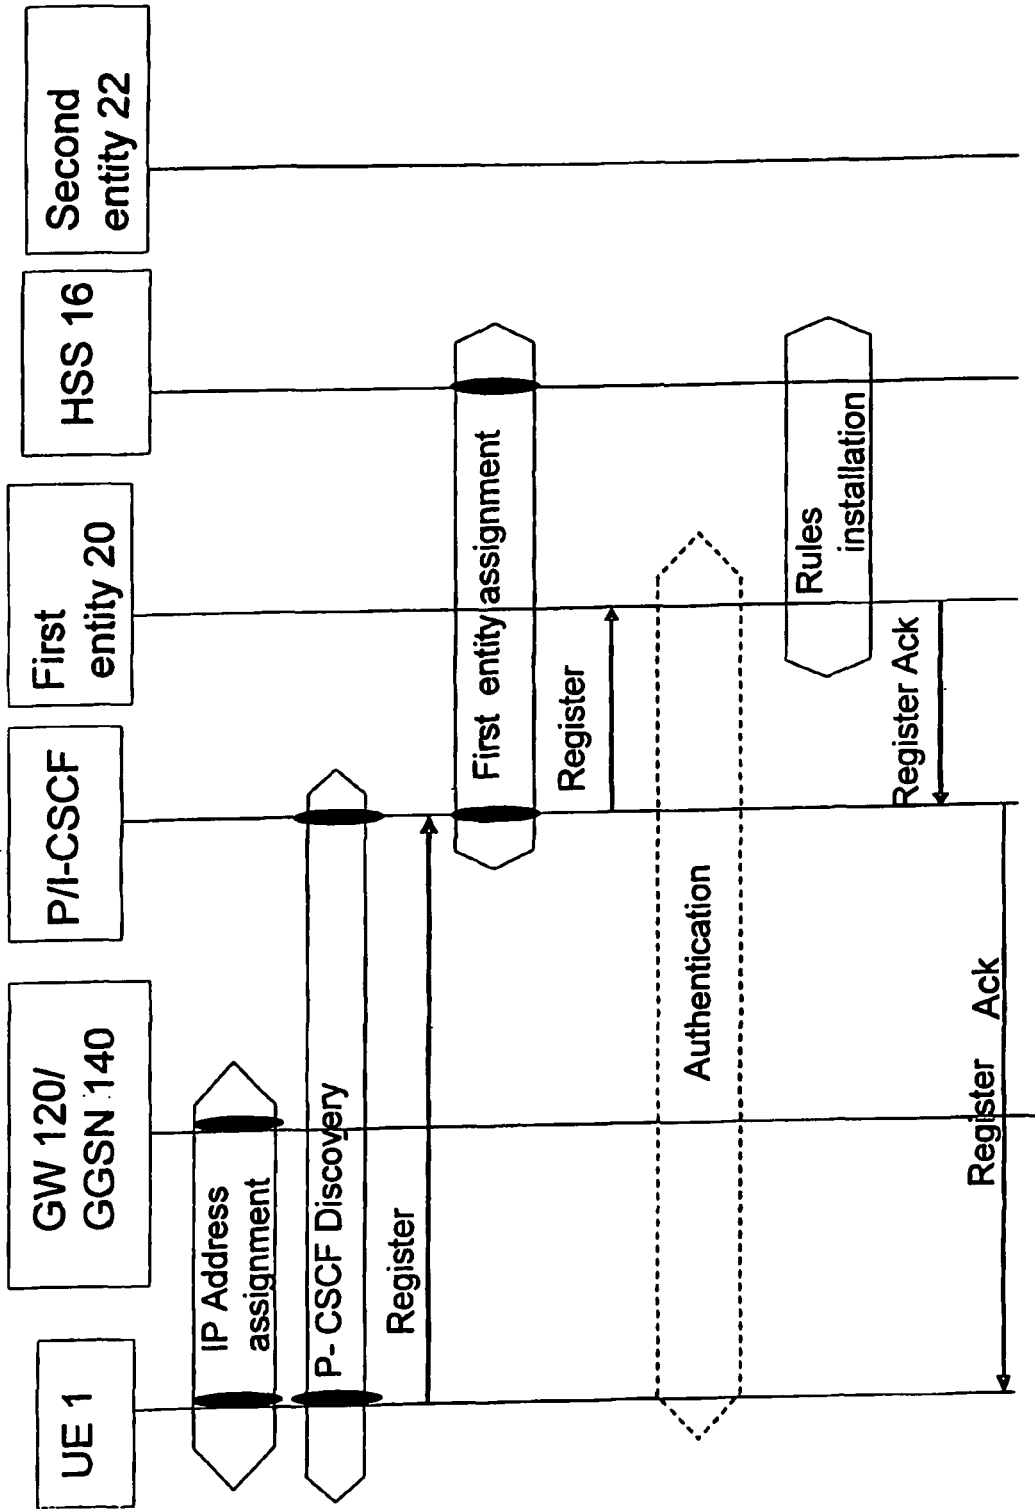 UE 1
GW 120/
GGSN 140
P/I-CSCF
First
entity 20
HSS 16
Second
entity 22
IP Address
assignment
P- CSCF Discovery
Register
First entity assignment
Register
Authentication
Rules
installation
Register Ack
Register Ack